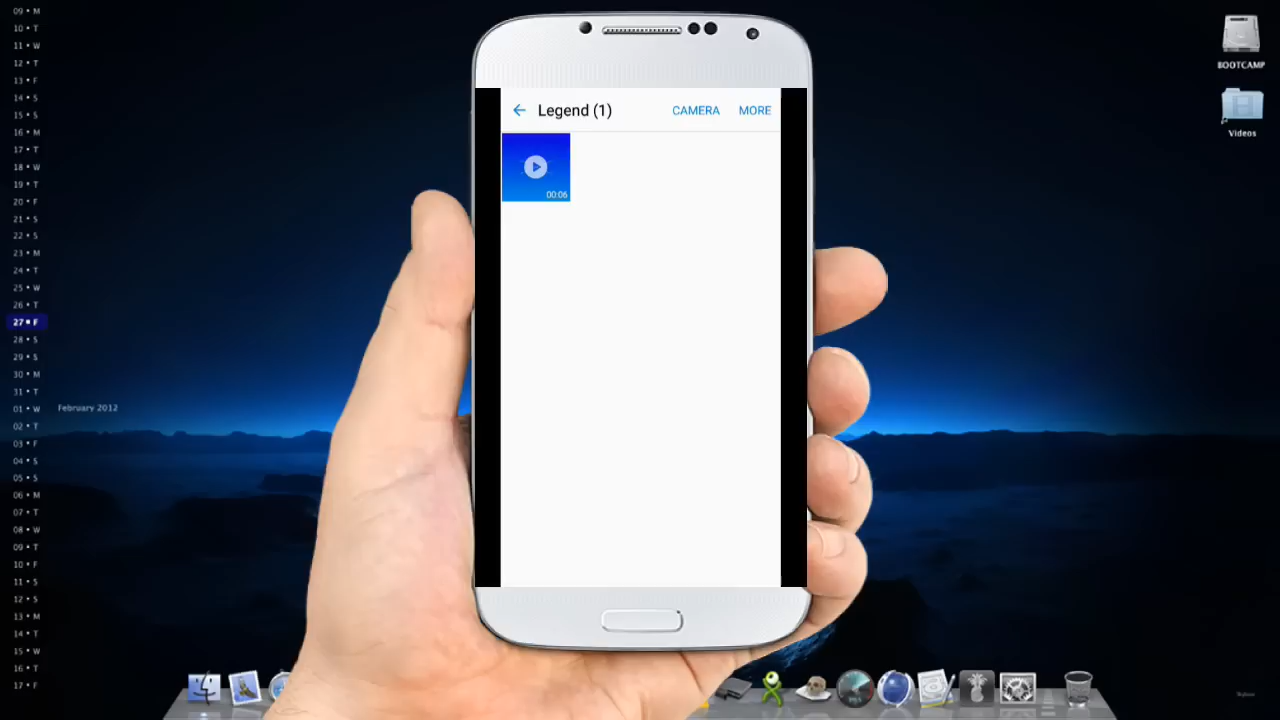 09 • M
10 • T
11 • W
12 • T
13 • F
14 • S
15 • S
16 • M
17 • T
18 • W
19 • T
20 • F
21 • S
22 • S
23 • M
24 • T
25 • W
26 • T
27 ■ F
28 • S
29 • S
30 • M
31 • T
01 • W
February 2012
02 • T
03 • F
04 • S
05 • S
06 • M
07 • T
08 • W
09 • T
10 • F
11 • S
12 • S
13 • M
14 • T
15 • W
16 • T
17 • F
Legend (1)
CAMERA
MORE
00:06
BOOTCAMP
Videos